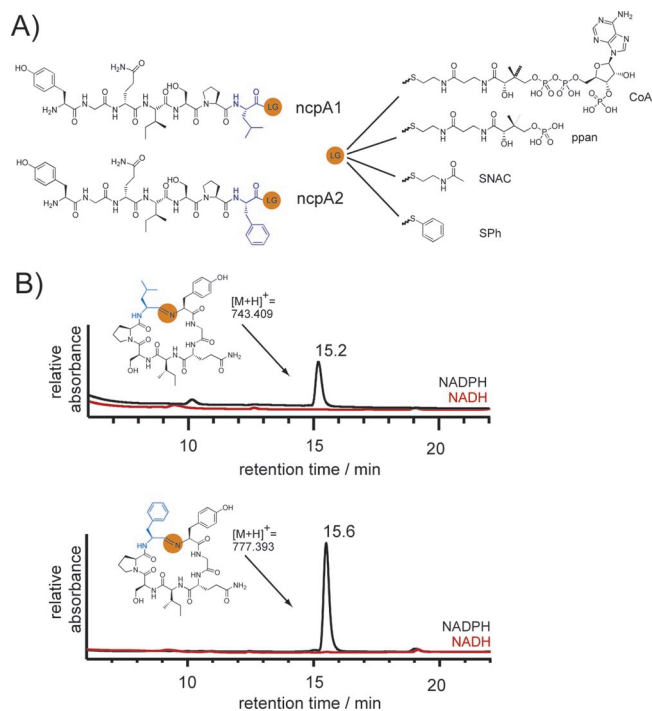 A)
ncpA1
ncpA2
LG
LG
LG
CoA
ppan
SNAC
SPh
B)
[M+H]+=
743.409
15.2
NADPH
NADH
relative
absorbance
10
15
20
retention time / min
[M+H]+=
777.393
15.6
NADPH
NADH
relative
absorbance
10
15
20
retention time / min